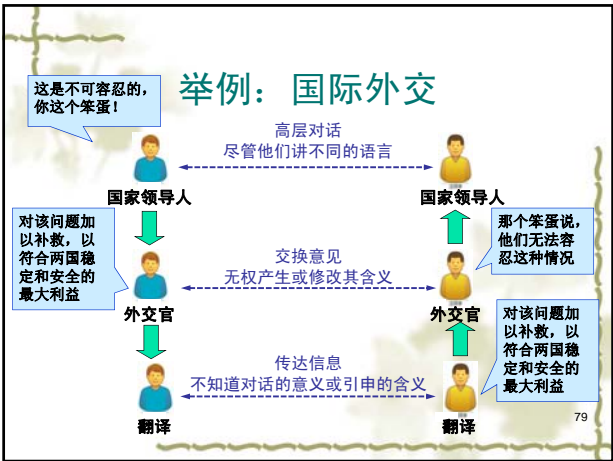 举例：国际外交
这是不可容忍的，
你这个笨蛋！
高层对话
尽管他们讲不同的语言
国家领导人
国家领导人
对该问题加
以补救，以
符合两国稳
定和安全的
最大利益
交换意见
无权产生或修改其含义
那个笨蛋说，
他们无法容
忍这种情况
外交官
外交官
对该问题加
以补救，以
符合两国稳
定和安全的
最大利益
传达信息
不知道对话的意义或引申的含义
翻译
翻译
79